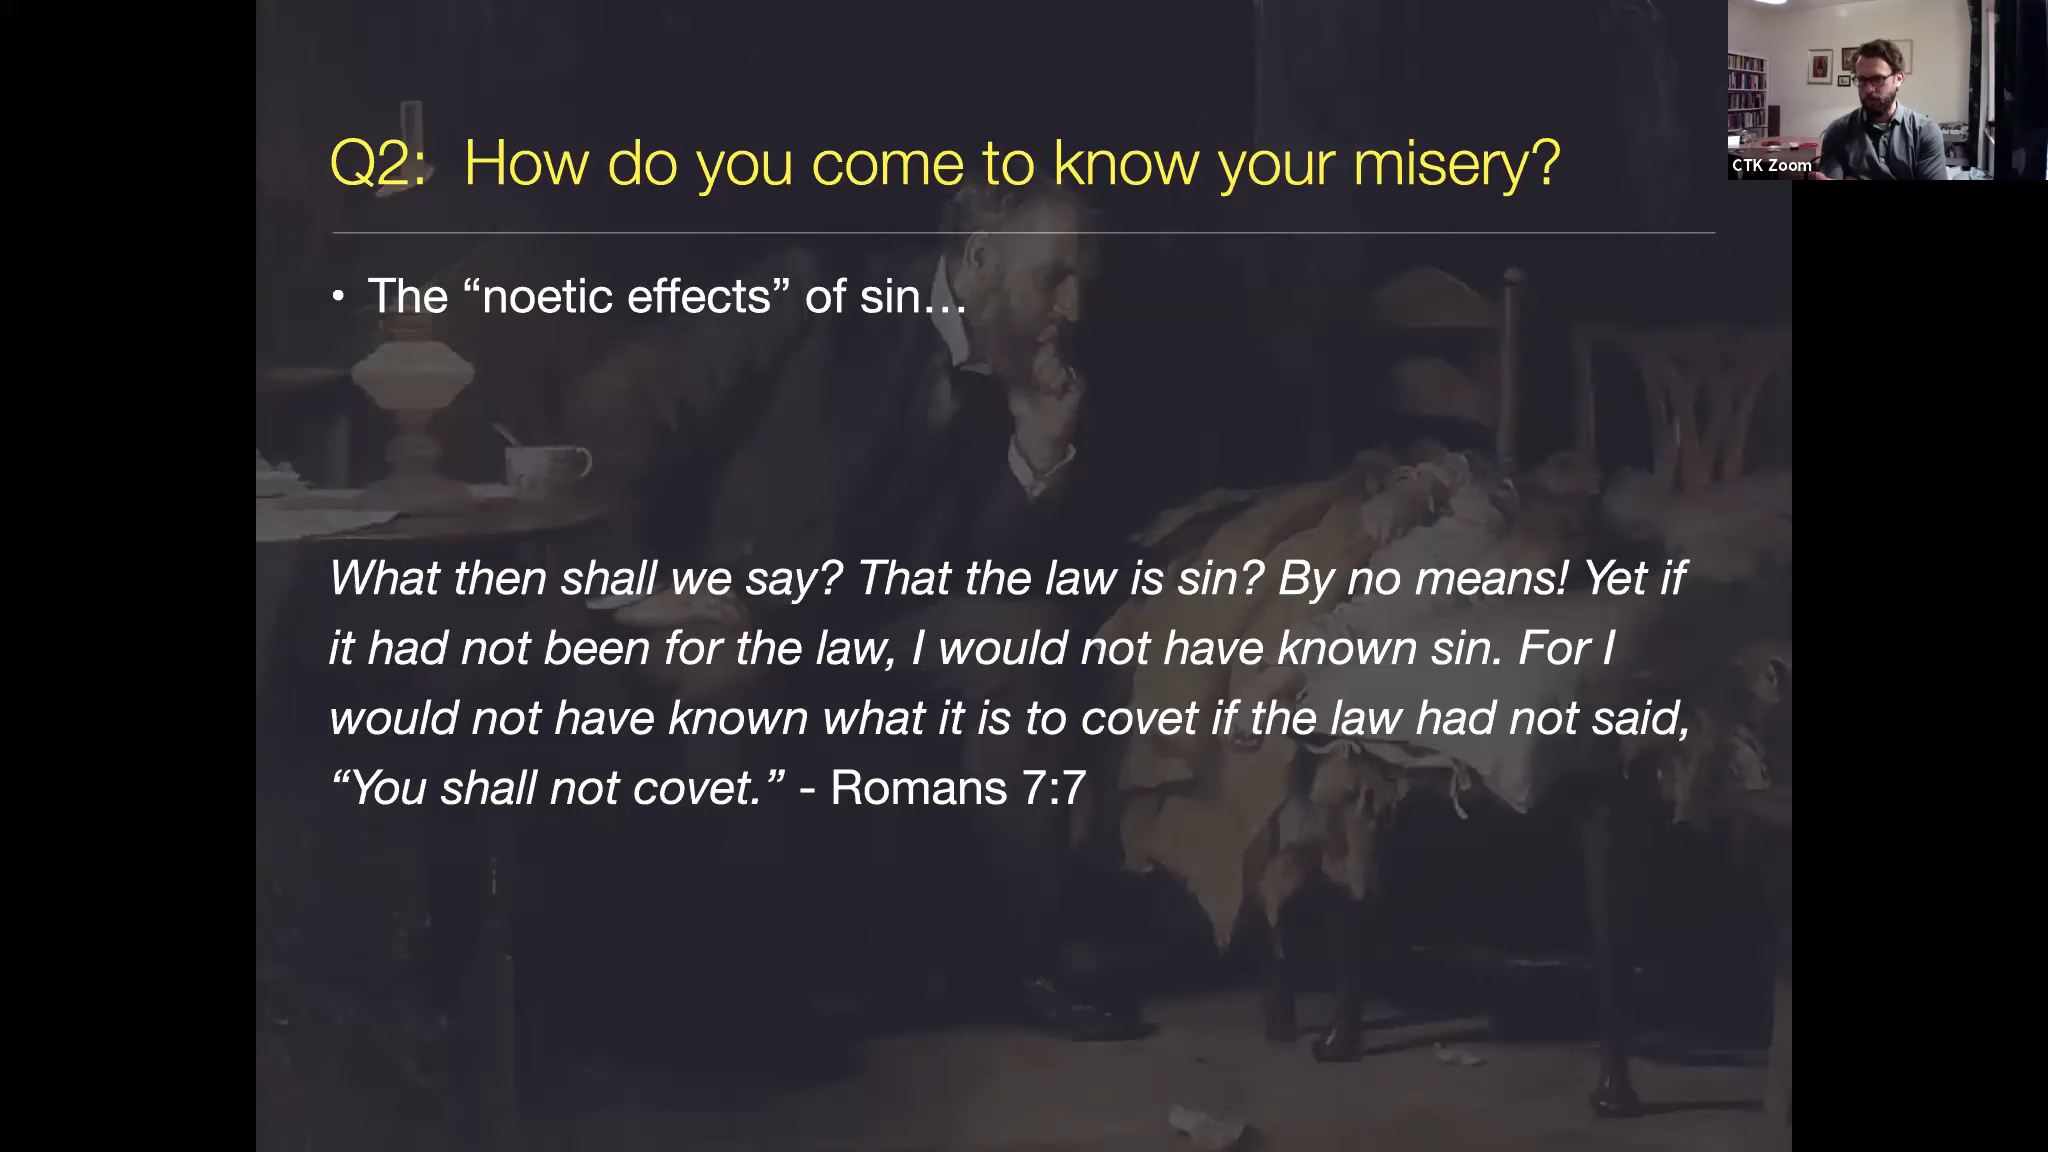 Q2: How do you come to know your misery?
• The “noetic effects” of sin…
What then shall we say? That the law is sin? By no means! Yet if
it had not been for the law, I would not have known sin. For I
would not have known what it is to covet if the law had not said,
“You shall not covet.” - Romans 7:7
CTK Zoom